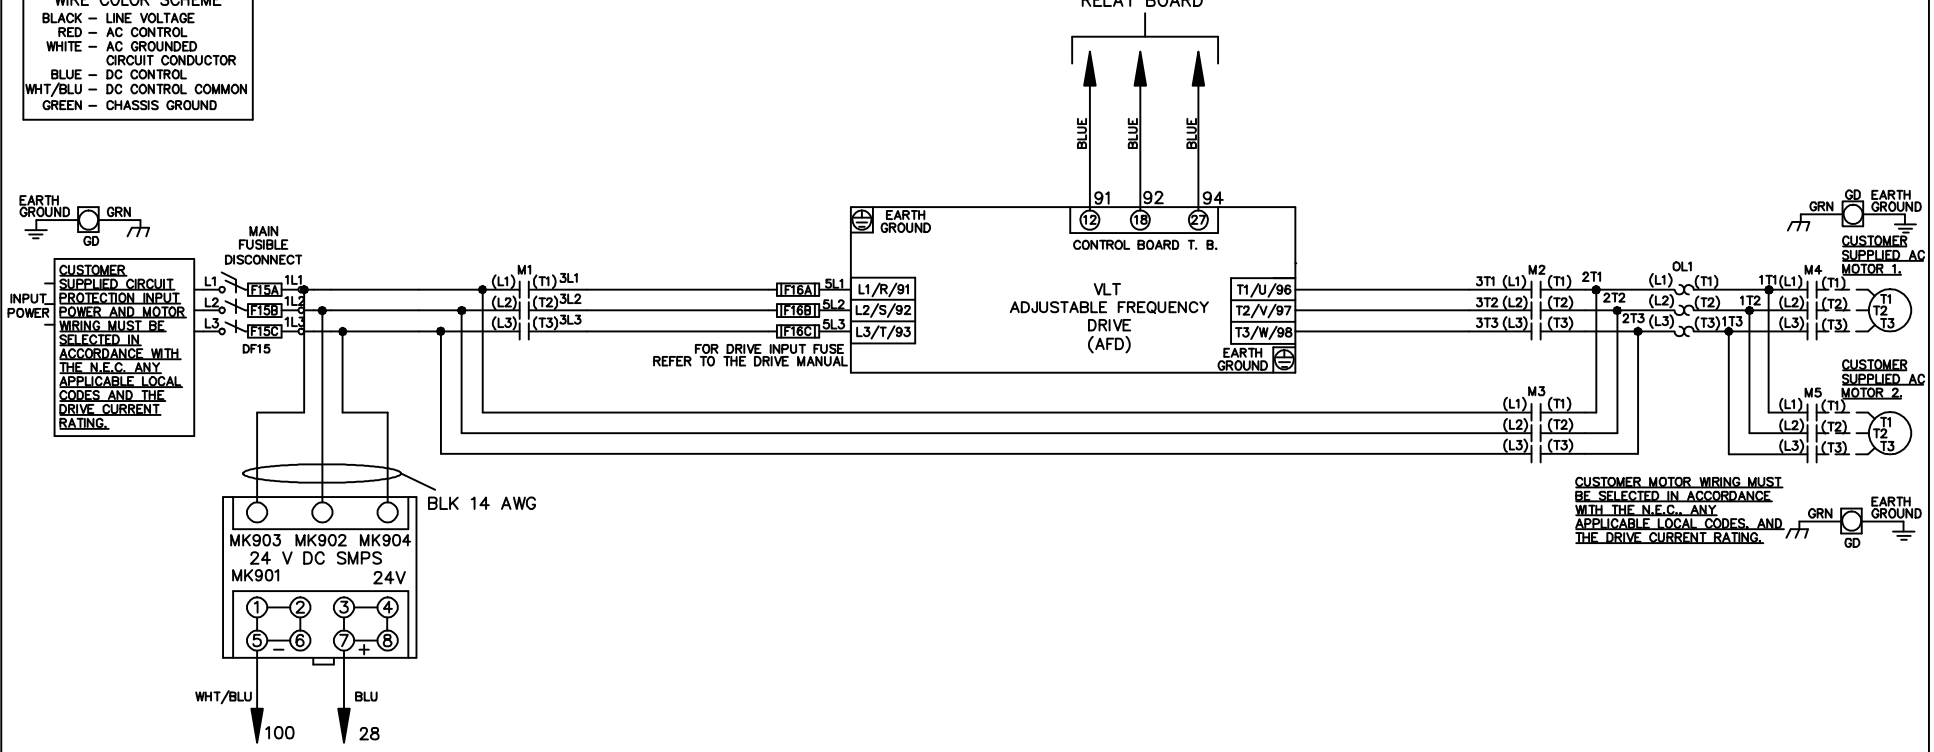 WIRE COLOR SCHEME
BLACK – LINE VOLTAGE
RED – AC CONTROL
WHITE – AC GROUNDED
CIRCUIT CONDUCTOR
BLUE – DC CONTROL
WHT/BLU – DC CONTROL COMMON
GREEN – CHASSIS GROUND
RELAY BOARD
BLUE
BLUE
BLUE
91
92
94
12
18
27
CONTROL BOARD T. B.
EARTH
GROUND
GRN
GD
MAIN
FUSIBLE
DISCONNECT
INPUT
POWER
CUSTOMER
SUPPLIED CIRCUIT
PROTECTION INPUT
POWER AND MOTOR
WIRING MUST BE
SELECTED IN
ACCORDANCE WITH
THE N.E.C. ANY
APPLICABLE LOCAL
CODES AND THE
DRIVE CURRENT
RATING.
L1
F15A
1L1
L2
F15B
1L2
L3
F15C
1L3
DF15
M1
(L1) (T1) 3L1
(L2) (T2) 3L2
(L3) (T3) 3L3
F16A
5L1
F16B
5L2
F16C
5L3
FOR DRIVE INPUT FUSE
REFER TO THE DRIVE MANUAL
EARTH
GROUND
L1/R/91
L2/S/92
L3/T/93
VLT
ADJUSTABLE FREQUENCY
DRIVE
(AFD)
T1/U/96
T2/V/97
T3/W/98
EARTH
GROUND
M2
3T1 (L1) (T1) 2T1
3T2 (L2) (T2) 2T2
3T3 (L3) (T3) 2T3
OL1
(L1) (T1) 1T1
(L2) (T2) 1T2
(L3) (T3) 1T3
M4
(L1) (T1)
(L2) (T2)
(L3) (T3)
T1
T2
T3
GRN
GD
EARTH
GROUND
CUSTOMER
SUPPLIED AC
MOTOR 1.
M3
(L1) (T1)
(L2) (T2)
(L3) (T3)
CUSTOMER
SUPPLIED AC
MOTOR 2.
M5
(L1) (T1)
(L2) (T2)
(L3) (T3)
T1
T2
T3
CUSTOMER MOTOR WIRING MUST
BE SELECTED IN ACCORDANCE
WITH THE N.E.C., ANY
APPLICABLE LOCAL CODES, AND
THE DRIVE CURRENT RATING.
GRN
GD
EARTH
GROUND
BLK 14 AWG
MK903 MK902 MK904
24 V DC SMPS
MK901
24V
1 2 3 4
5 6 7 8
– +
WHT/BLU
BLU
100
28